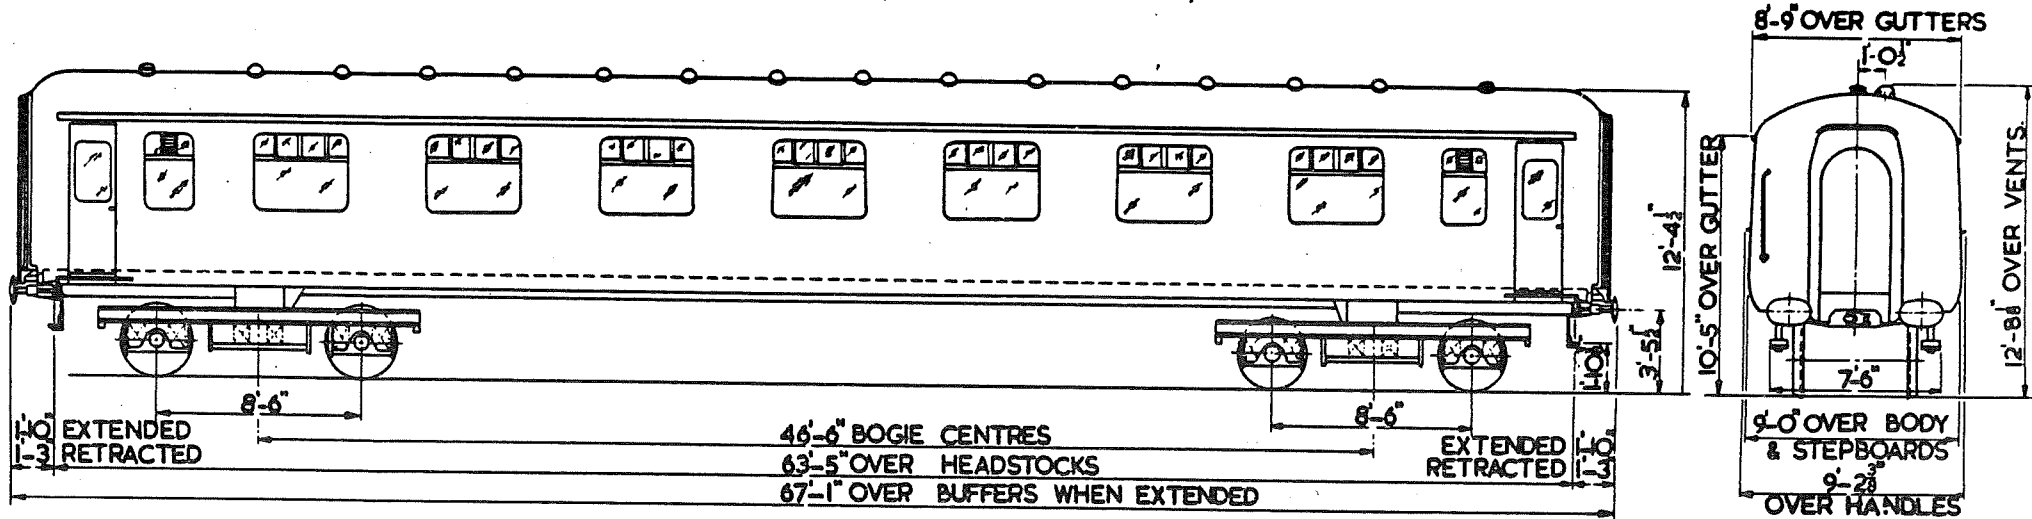 8'-9" OVER GUTTERS
1'-0½"
12'-4½"
10'-5" OVER GUTTER
12'-8⅛" OVER VENTS.
3'-5½"
1'-10"
8'-6"
8'-6"
7'-6"
1'-10" EXTENDED
1'-3" RETRACTED
46'-6" BOGIE CENTRES
63'-5" OVER HEADSTOCKS
67'-1" OVER BUFFERS WHEN EXTENDED
EXTENDED 1'-10"
RETRACTED 1'-3"
9'-0" OVER BODY
& STEPBOARDS
9'-2⅜"
OVER HANDLES